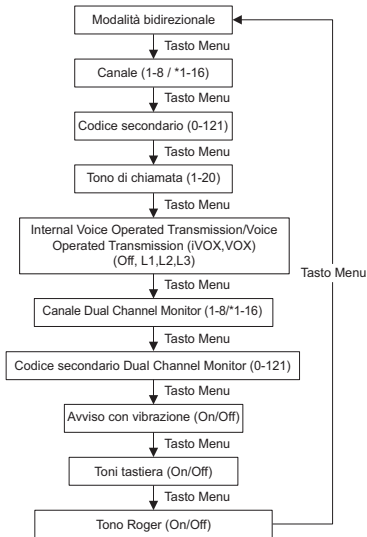 Modalità bidirezionale
Tasto Menu
Canale (1-8 / *1-16)
Tasto Menu
Codice secondario (0-121)
Tasto Menu
Tono di chiamata (1-20)
Tasto Menu
Internal Voice Operated Transmission/Voice
Operated Transmission (iVOX,VOX)
(Off, L1,L2,L3)
Tasto Menu
Tasto Menu
Canale Dual Channel Monitor (1-8/*1-16)
Tasto Menu
Codice secondario Dual Channel Monitor (0-121)
Tasto Menu
Avviso con vibrazione (On/Off)
Tasto Menu
Toni tastiera (On/Off)
Tasto Menu
Tono Roger (On/Off)